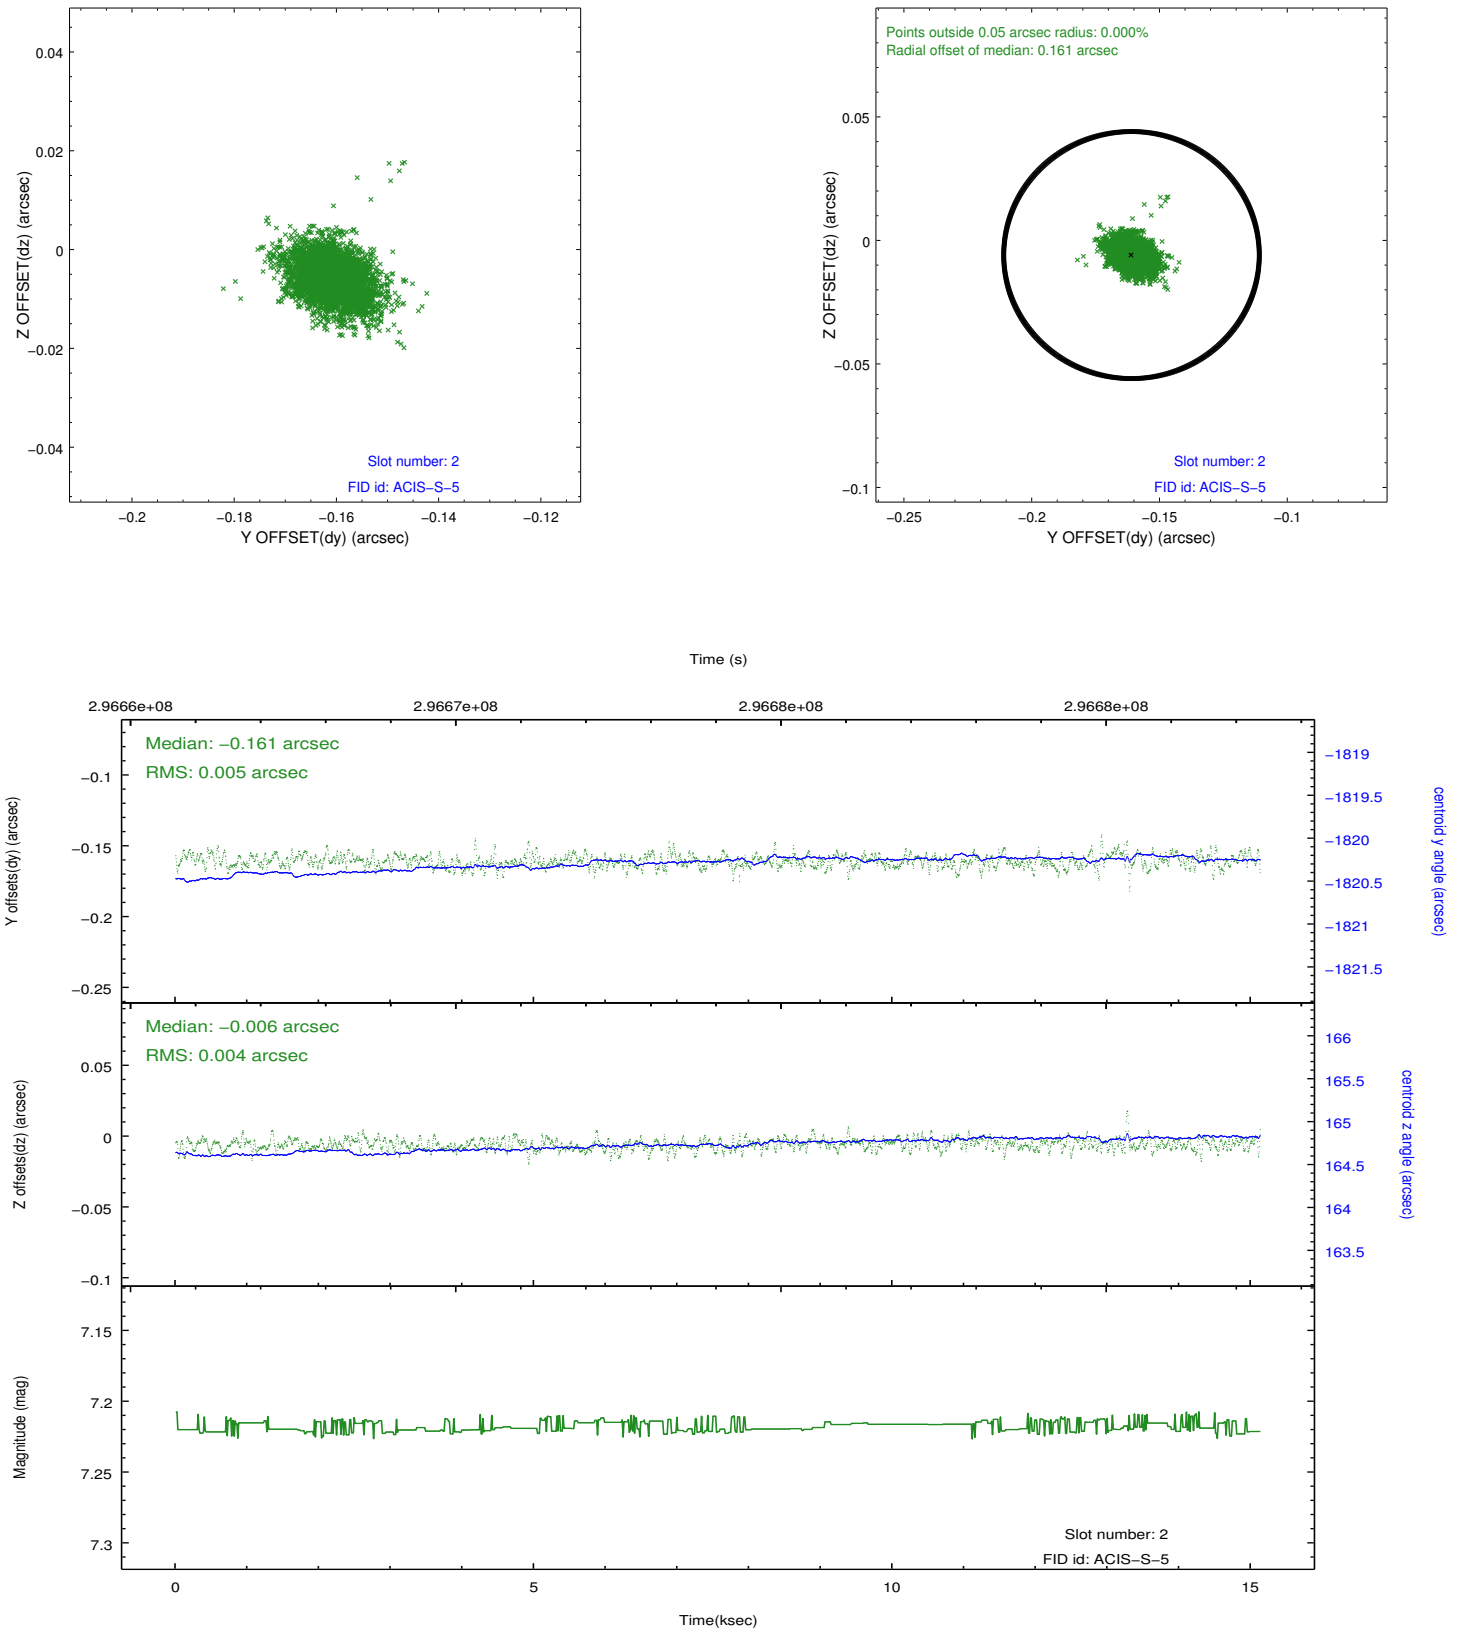 0.04
0.02
0
−0.02
−0.04
Z OFFSET(dz) (arcsec)
Slot number: 2
FID id: ACIS−S−5
−0.2
−0.18
−0.16
−0.14
−0.12
Y OFFSET(dy) (arcsec)
Points outside 0.05 arcsec radius: 0.000%
Radial offset of median: 0.161 arcsec
0.05
0
−0.05
−0.1
Z OFFSET(dz) (arcsec)
Slot number: 2
FID id: ACIS−S−5
−0.25
−0.2
−0.15
−0.1
Y OFFSET(dy) (arcsec)
Time (s)
2.9666e+08
2.9667e+08
2.9668e+08
2.9668e+08
Median: −0.161 arcsec
RMS: 0.005 arcsec
−0.1
−0.15
−0.2
−0.25
Y offsets(dy) (arcsec)
−1819
−1819.5
−1820
−1820.5
−1821
−1821.5
centroid y angle (arcsec)
Median: −0.006 arcsec
RMS: 0.004 arcsec
0.05
0
−0.05
−0.1
Z offsets(dz) (arcsec)
166
165.5
165
164.5
164
163.5
centroid z angle (arcsec)
7.15
7.2
7.25
7.3
Magnitude (mag)
Slot number: 2
FID id: ACIS−S−5
0
5
10
15
Time(ksec)